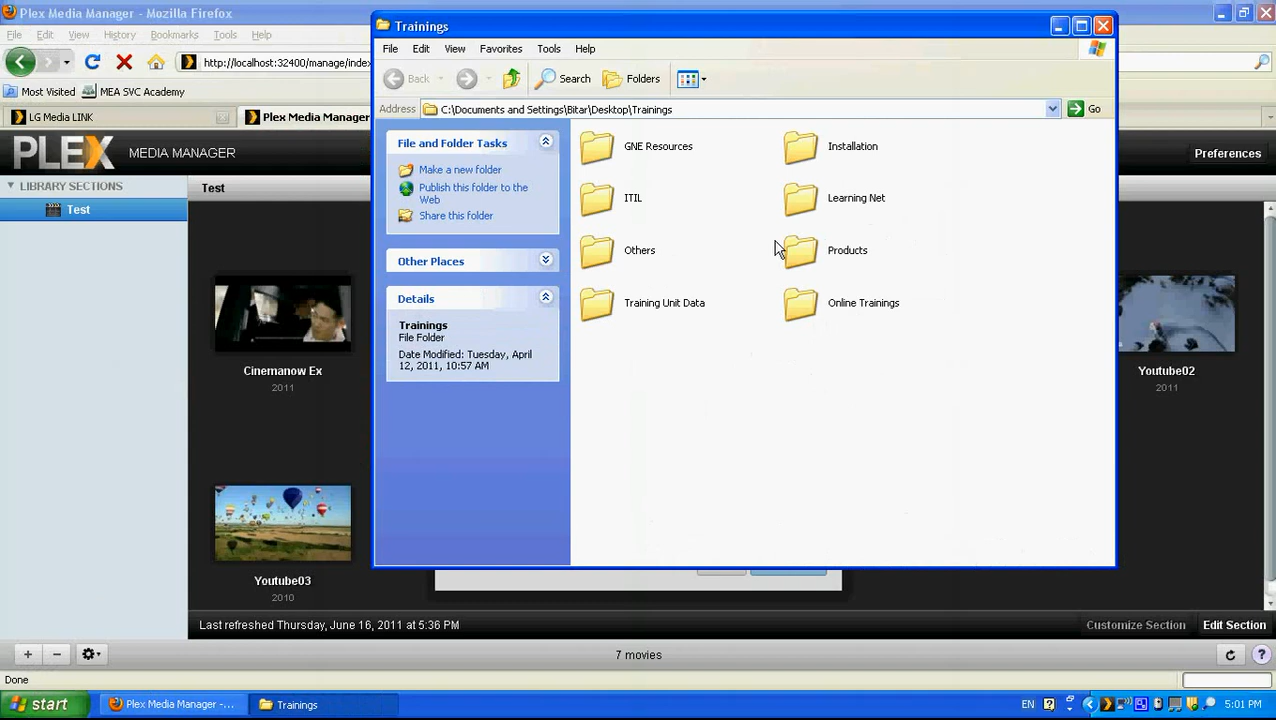 Plex Media Manager - Mozilla Firefox
File Edit View History Bookmarks Tools Help
http://localhost:32400/manage/index
Most Visited MEA SVC Academy
LG Media LINK
Plex Media Manager
PLEX MEDIA MANAGER
Preferences
LIBRARY SECTIONS
Test
Test
Trainings
File Edit View Favorites Tools Help
Back Search Folders
Address C:\Documents and Settings\Bitar\Desktop\Trainings Go
File and Folder Tasks
Make a new folder
Publish this folder to the
Web
Share this folder
Other Places
Details
Trainings
File Folder
Date Modified: Tuesday, April
12, 2011, 10:57 AM
GNE Resources
Installation
ITIL
Learning Net
Others
Products
Training Unit Data
Online Trainings
Cinemanow Ex
2011
Youtube02
2011
Youtube03
2010
Last refreshed Thursday, June 16, 2011 at 5:36 PM
Customize Section Edit Section
7 movies
Done
start
Plex Media Manager -...
Trainings
EN
5:01 PM